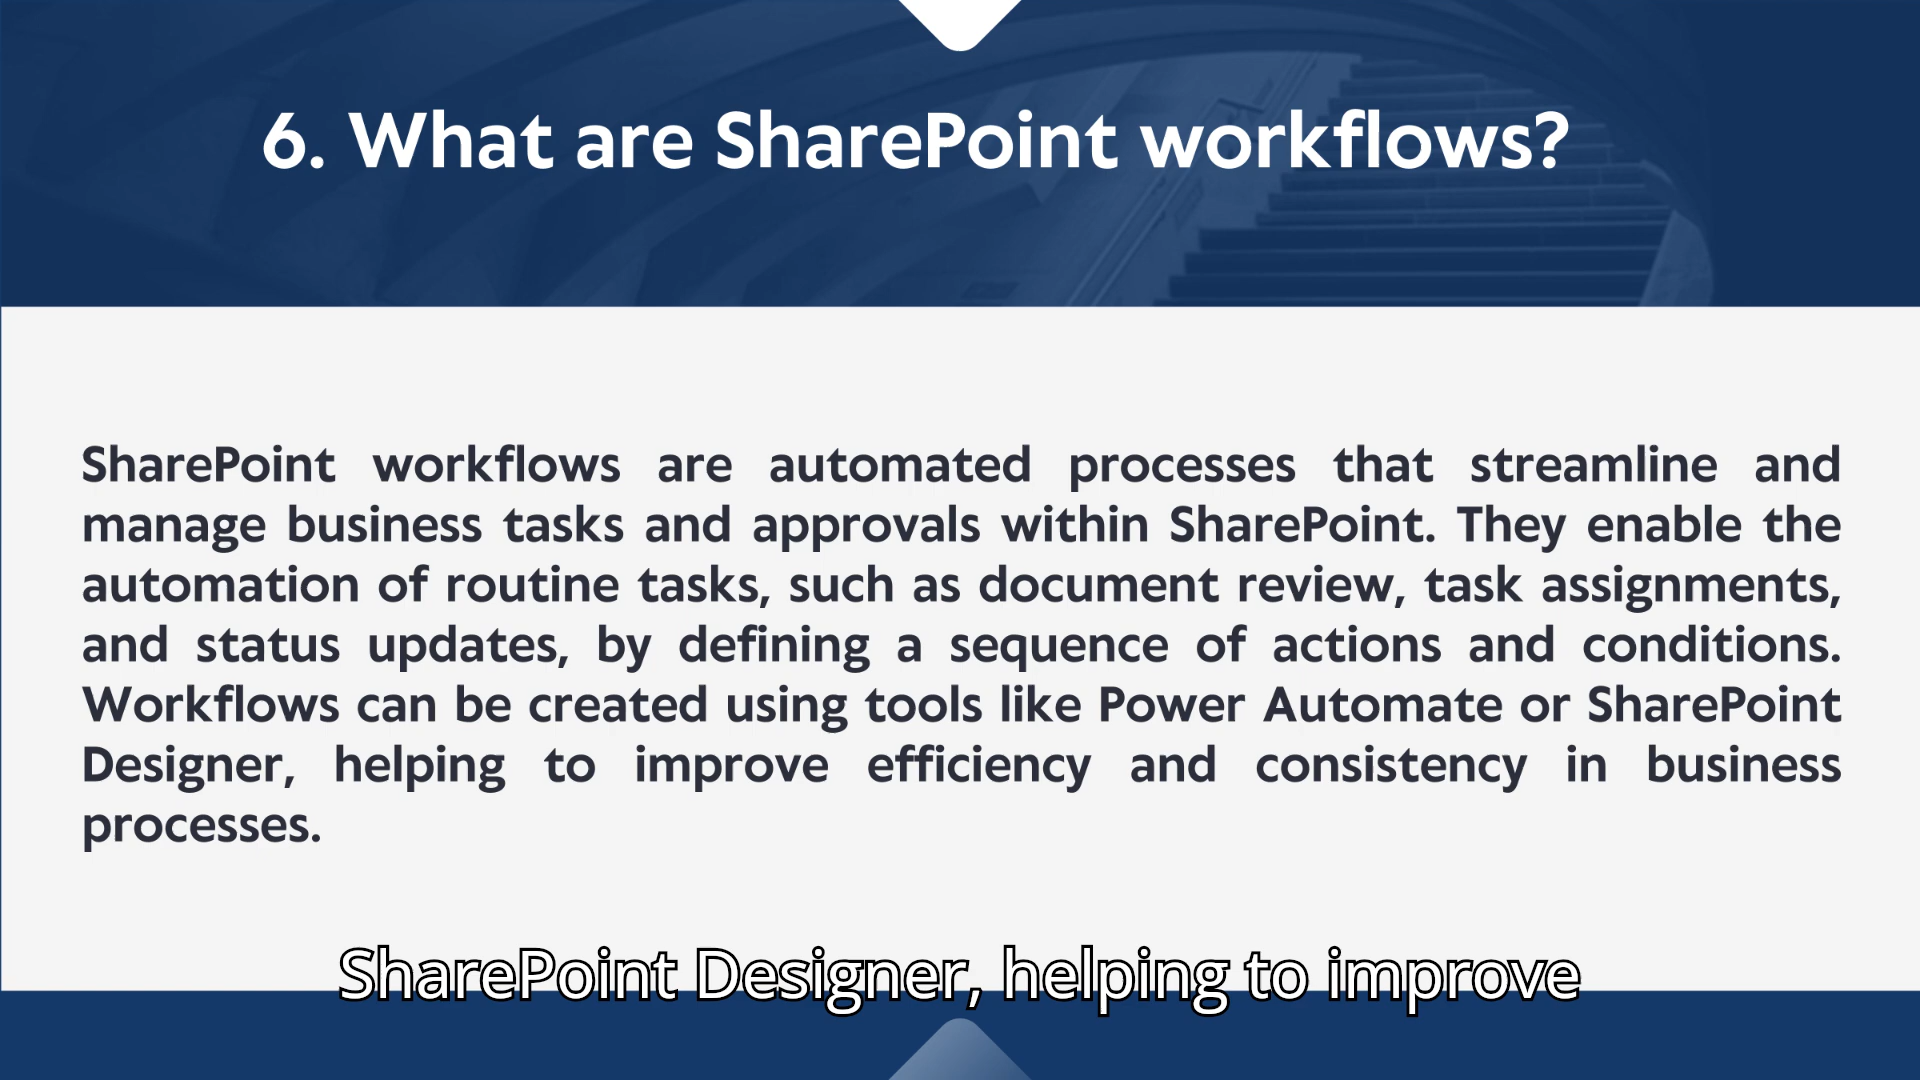 6. What are SharePoint workflows?
SharePoint workflows are automated processes that streamline and
manage business tasks and approvals within SharePoint. They enable the
automation of routine tasks, such as document review, task assignments,
and status updates, by defining a sequence of actions and conditions.
Workflows can be created using tools like Power Automate or SharePoint
Designer, helping to improve efficiency and consistency in business
processes.
SharePoint Designer, helping to improve